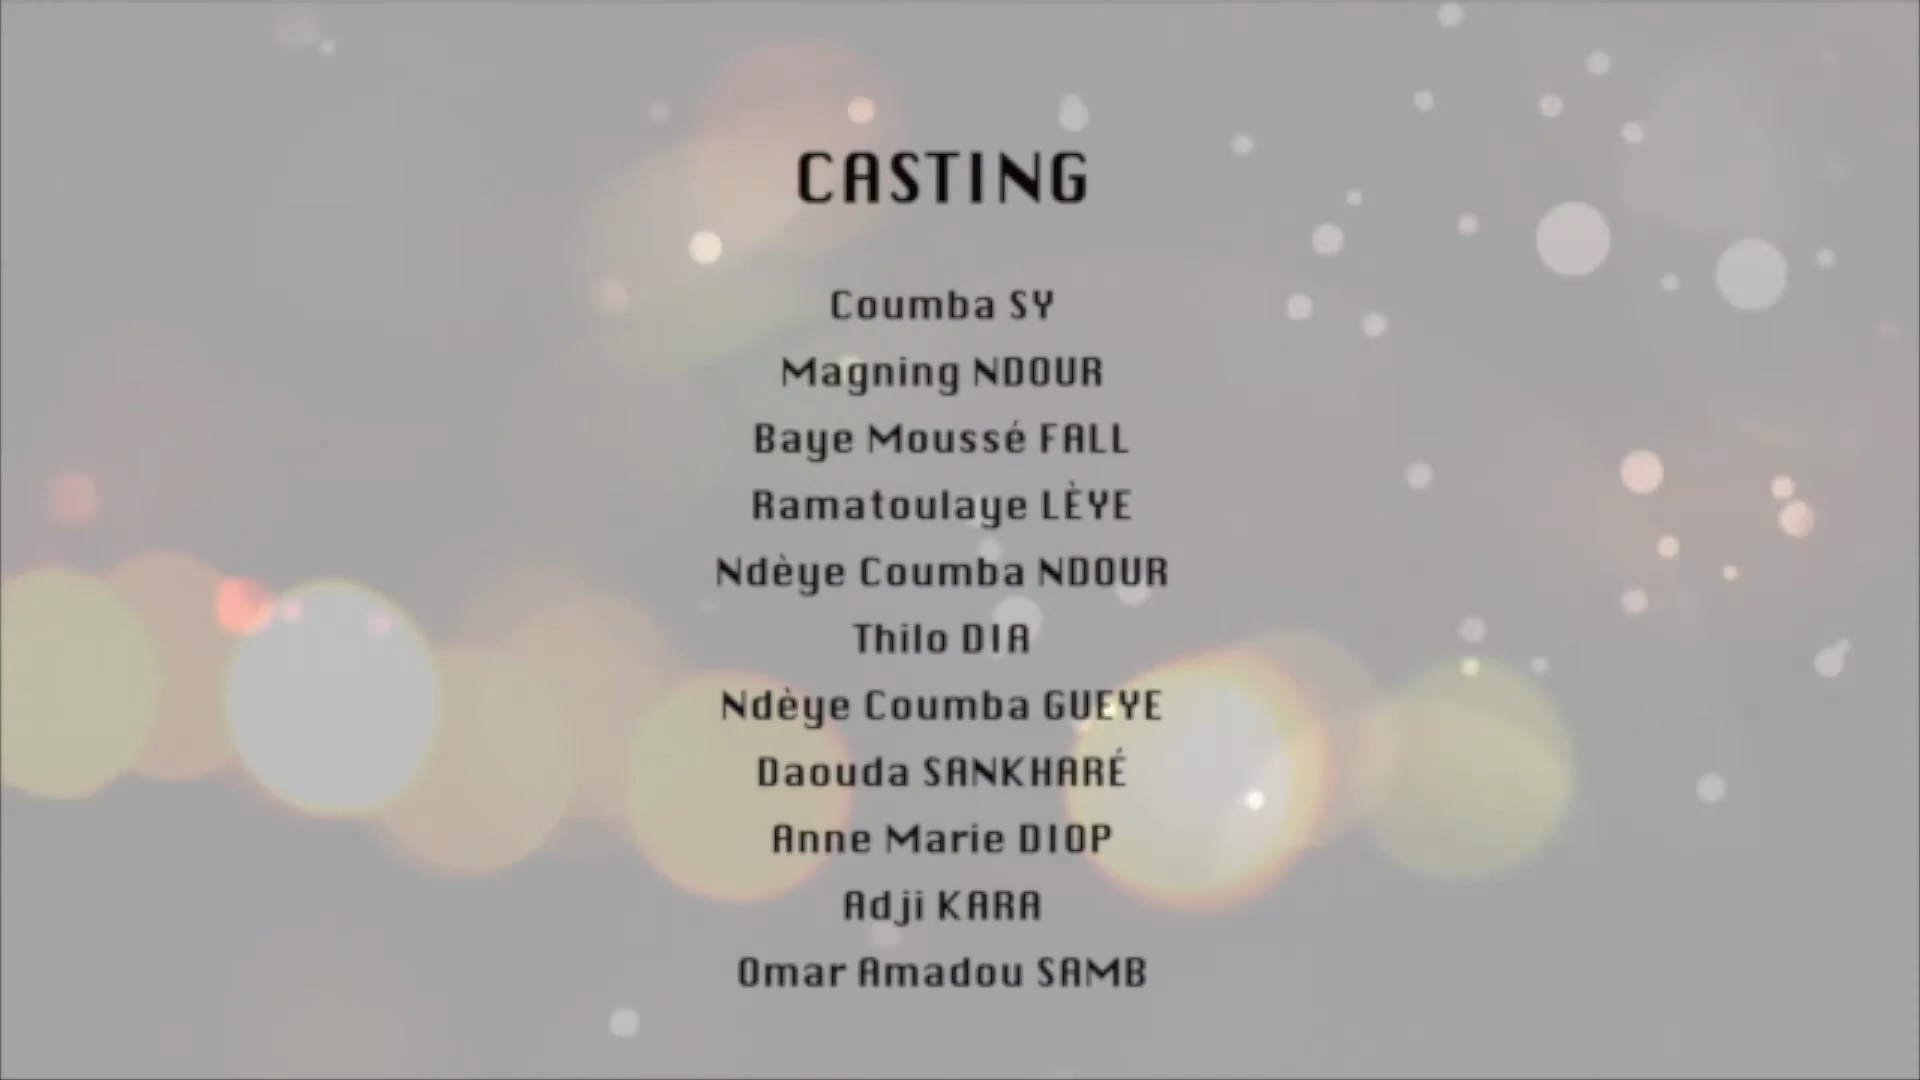 CASTING
Coumba SY
Magning NDOUR
Baye Moussé FALL
Ramatoulaye LÈYE
Ndèye Coumba NDOUR
Thilo DIA
Ndèye Coumba GUEYE
Daouda SANKHARÉ
Anne Marie DIOP
Adji KARA
Omar Amadou SAMB